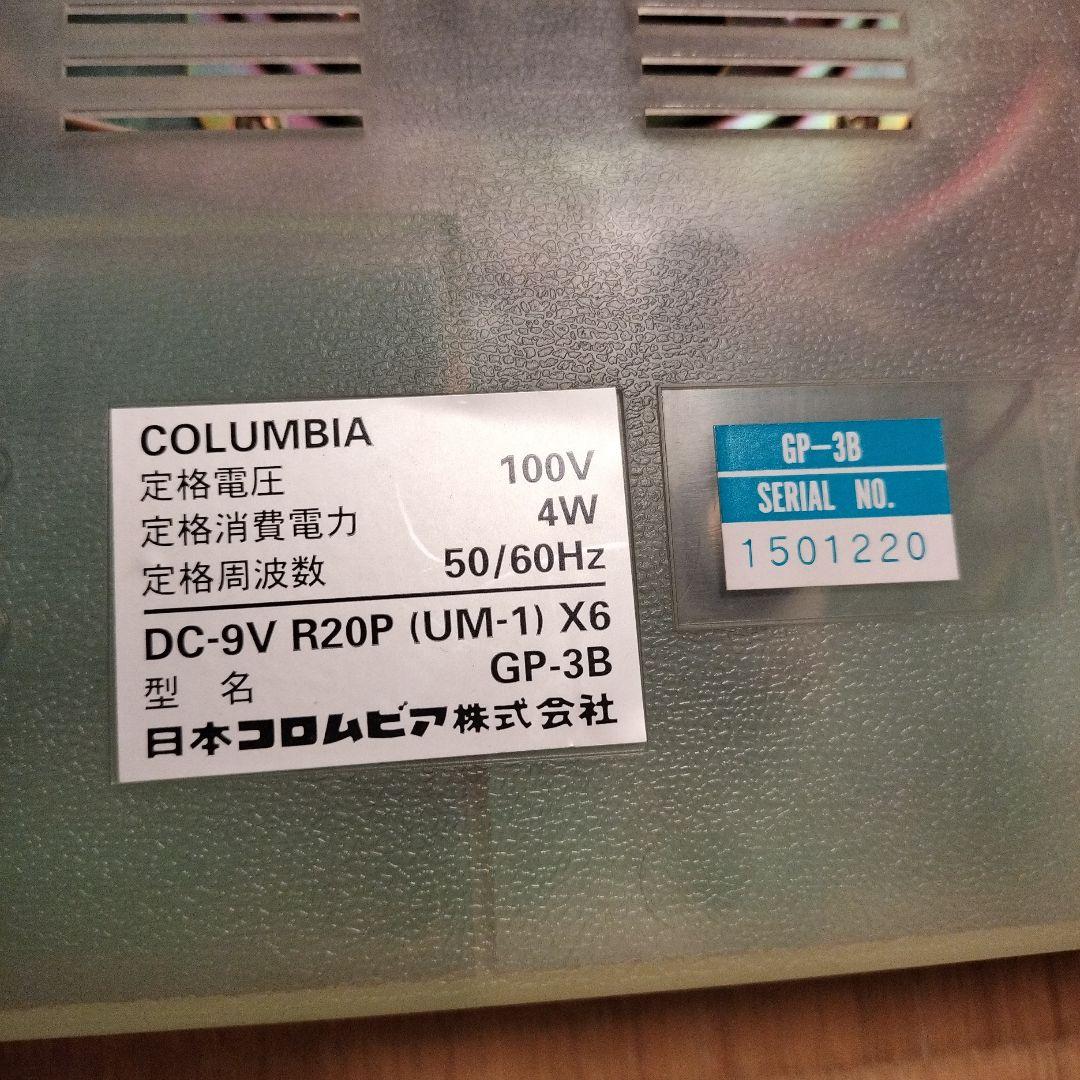 COLUMBIA
定格電圧 100V
定格消費電力 4W
定格周波数 50/60Hz
DC-9V R20P (UM-1) X6
型 名 GP-3B
日本コロムビア株式会社
GP-3B
SERIAL NO.
1501220